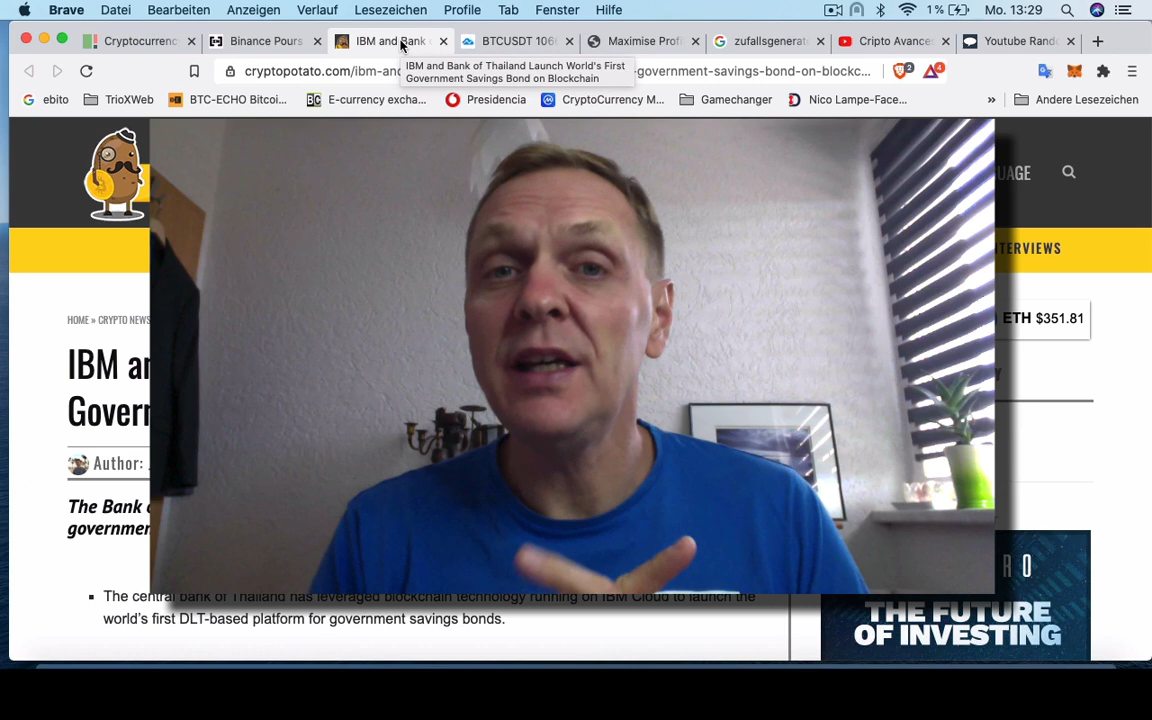 Brave Datei Bearbeiten Anzeigen Verlauf Lesezeichen Profile Tab Fenster Hilfe 1% Mo. 13:29
Cryptocurrenc Binance Pours IBM and Bank BTCUSDT 106 Maximise Profi zufallsgenerat Cripto Avance Youtube Rand
IBM and Bank of Thailand Launch World's First
Government Savings Bond on Blockchain
cryptopotato.com/ibm-an -government-savings-bond-on-blockc... 2 4
ebito TrioXWeb BTC-ECHO Bitcoi... E-currency excha... Presidencia CryptoCurrency M... Gamechanger Nico Lampe-Face... » Andere Lesezeichen
UAGE
TERVIEWS
HOME » CRYPTO NEWS
ETH $351.81
IBM an
Govern
Y
Author:
The Bank
governmen
RO
The central bank of Thailand has leveraged blockchain technology running on IBM Cloud to launch the
world's first DLT-based platform for government savings bonds.
THE FUTURE
OF INVESTING